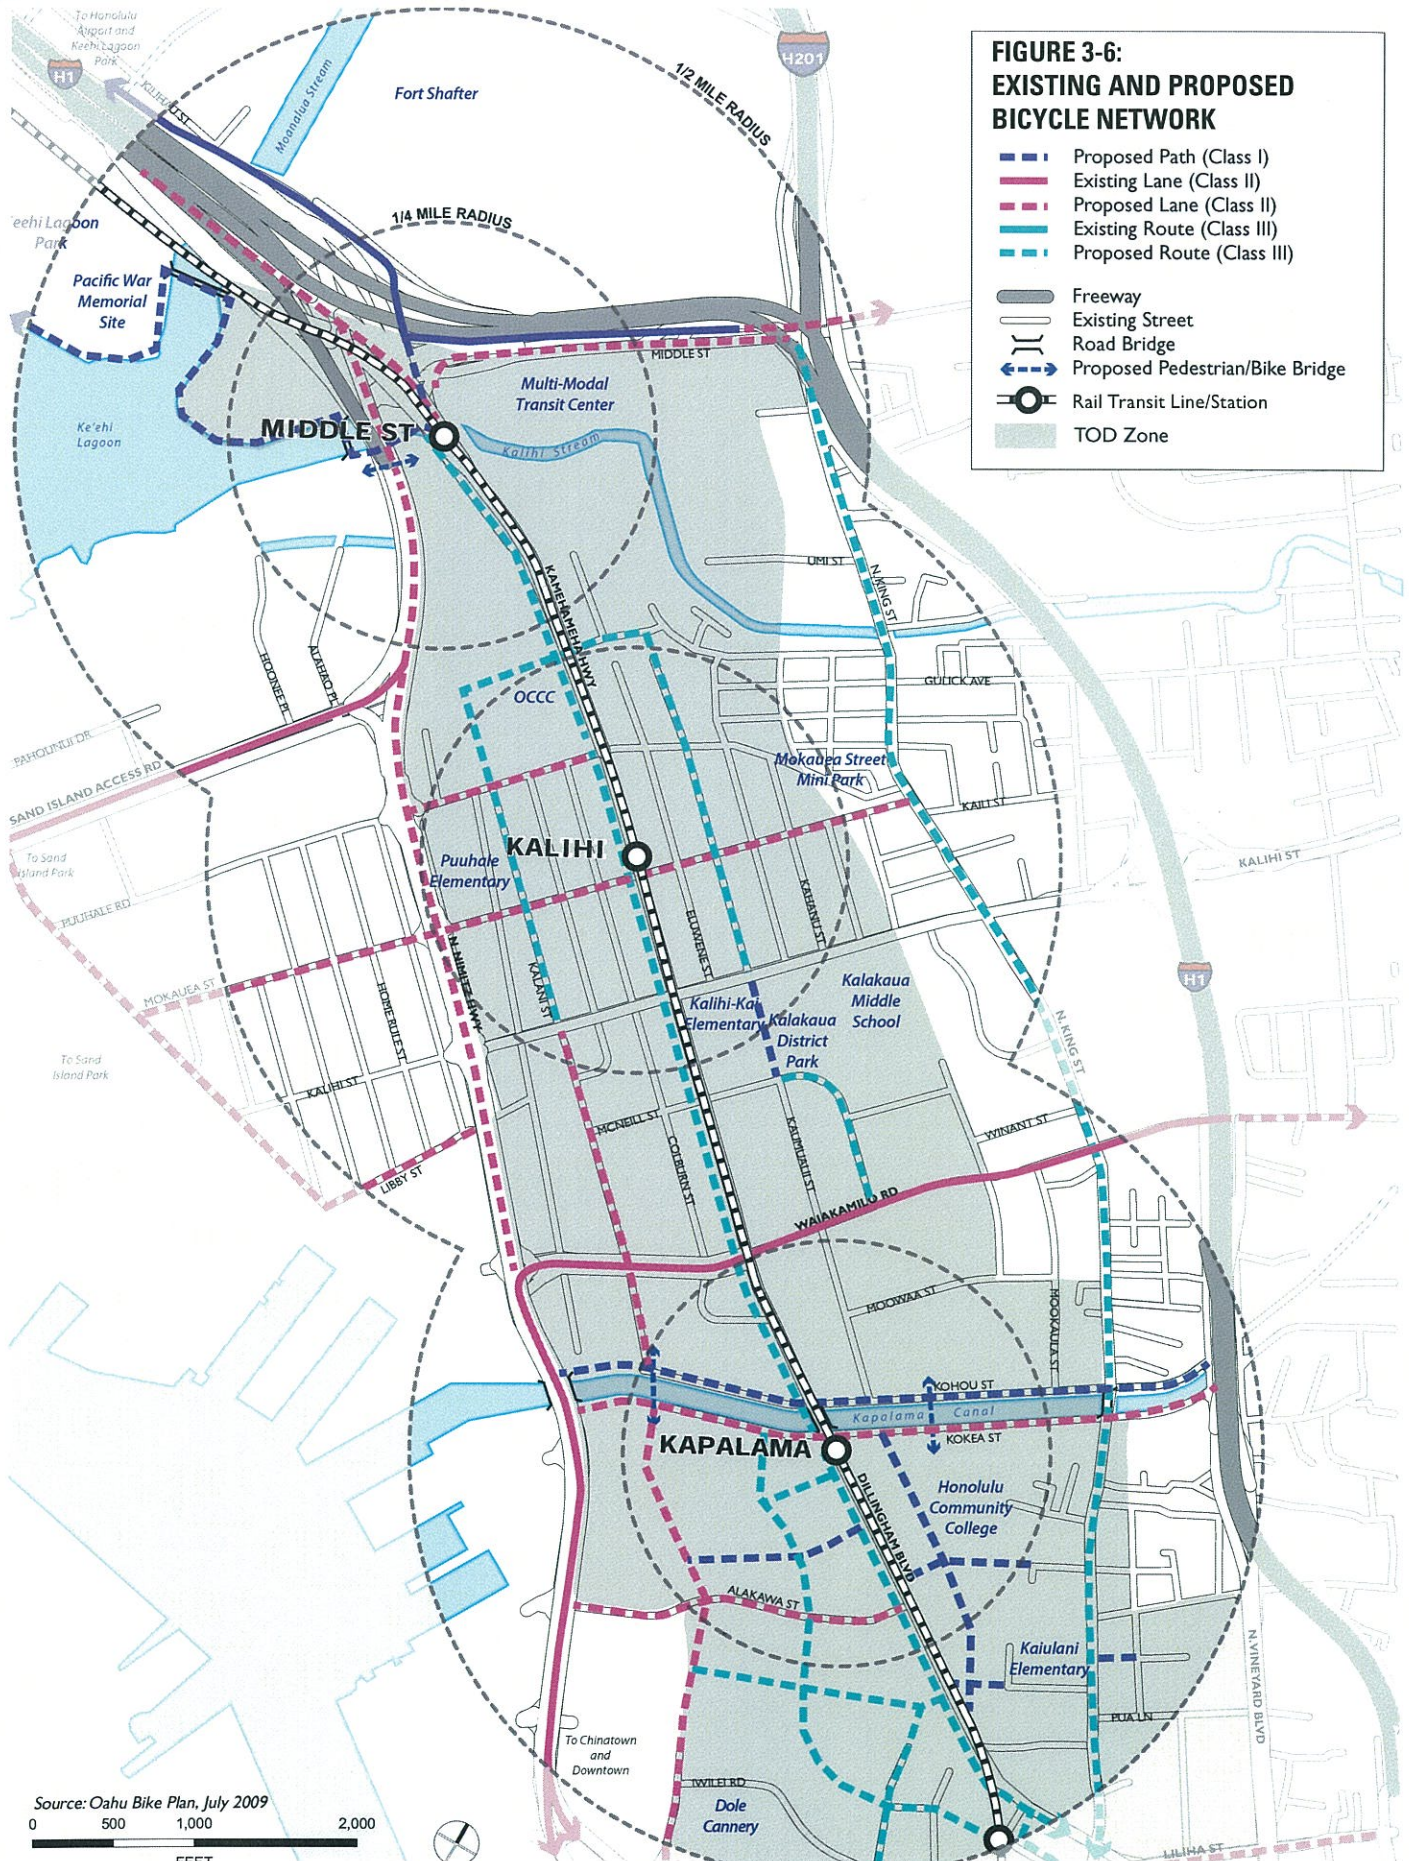 To Honolulu
Airport and
Keehi Lagoon
Park
H1
KILIHAU ST
Moanalua Stream
Fort Shafter
1/2 MILE RADIUS
H201
FIGURE 3-6:
EXISTING AND PROPOSED
BICYCLE NETWORK
Proposed Path (Class I)
Existing Lane (Class II)
Proposed Lane (Class II)
Existing Route (Class III)
Proposed Route (Class III)
Freeway
Existing Street
Road Bridge
Proposed Pedestrian/Bike Bridge
Rail Transit Line/Station
TOD Zone
1/4 MILE RADIUS
eehi Lagoon
Park
Pacific War
Memorial
Site
MIDDLE ST
Multi-Modal
Transit Center
Ke'ehi
Lagoon
MIDDLE ST
Kalihi Stream
UMI ST
N. KING ST
KAMEHAMEHA HWY
HOONEE PL
ALAHAO PL
OCCC
GULICK AVE
PAHOUNUI DR
SAND ISLAND ACCESS RD
Mokauea Street
Mini Park
KAILI ST
To Sand
Island Park
KALIHI
Puuhale
Elementary
KALIHI ST
PUUHALE RD
KAHANU ST
ELUWENE ST
MOKAUEA ST
N. NIMITZ HWY
KALANI ST
HOME RULE ST
Kalihi-Kai
Elementary
Kalakaua
District
Park
Kalakaua
Middle
School
H1
N. KING ST
To Sand
Island Park
KALIHI ST
MCNEILL ST
COLBURN ST
KAUMUALII ST
WINANT ST
LIBBY ST
WAIAKAMILO RD
MOOWAA ST
MOOKAULA ST
KOHOU ST
Kapalama Canal
KOKEA ST
KAPALAMA
DILLINGHAM BLVD
Honolulu
Community
College
ALAKAWA ST
Kaiulani
Elementary
N. VINEYARD BLVD
PUA LN
To Chinatown
and
Downtown
IWILEI RD
Dole
Cannery
LILIHA ST
Source: Oahu Bike Plan, July 2009
0 500 1,000 2,000
FEET